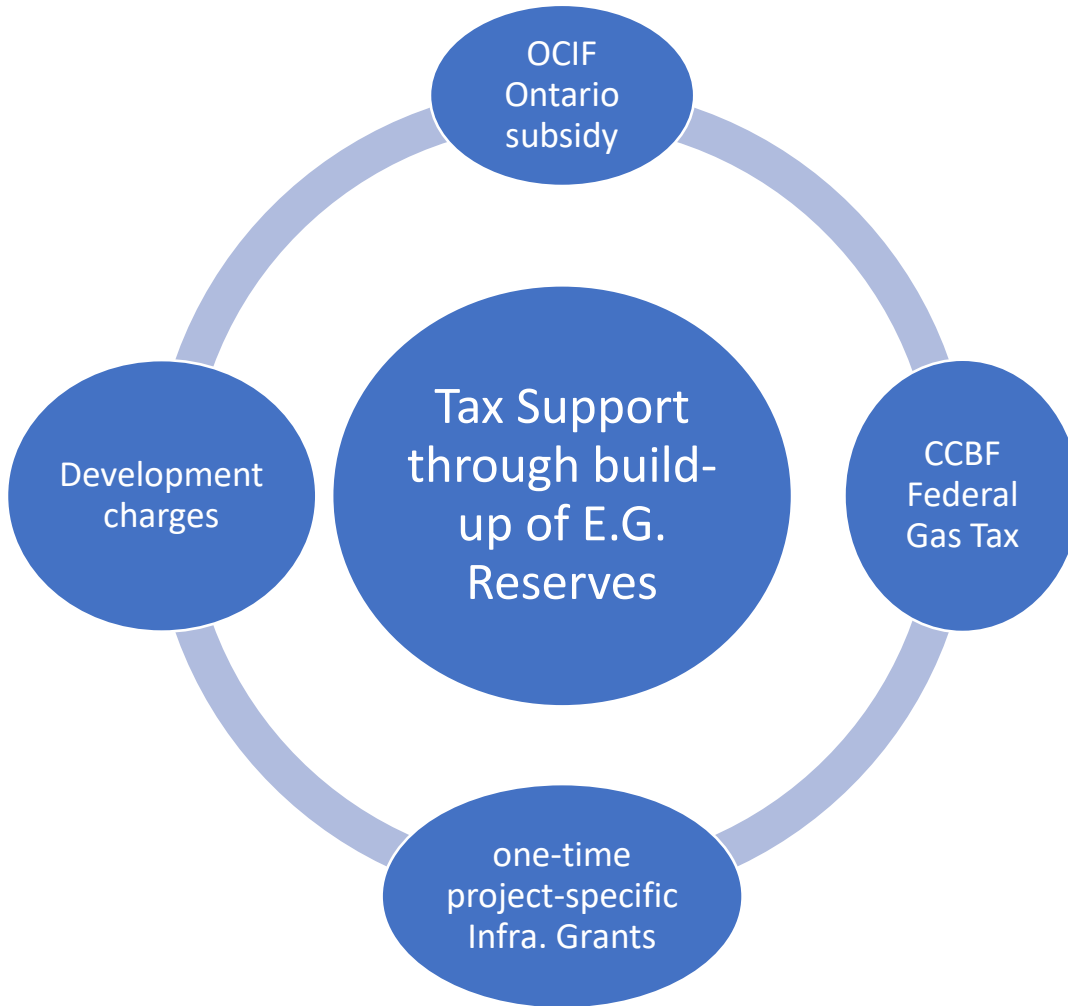 OCIF
Ontario
subsidy
Tax Support
through build-
up of E.G.
Reserves
Development
charges
CCBF
Federal
Gas Tax
one-time
project-specific
Infra. Grants